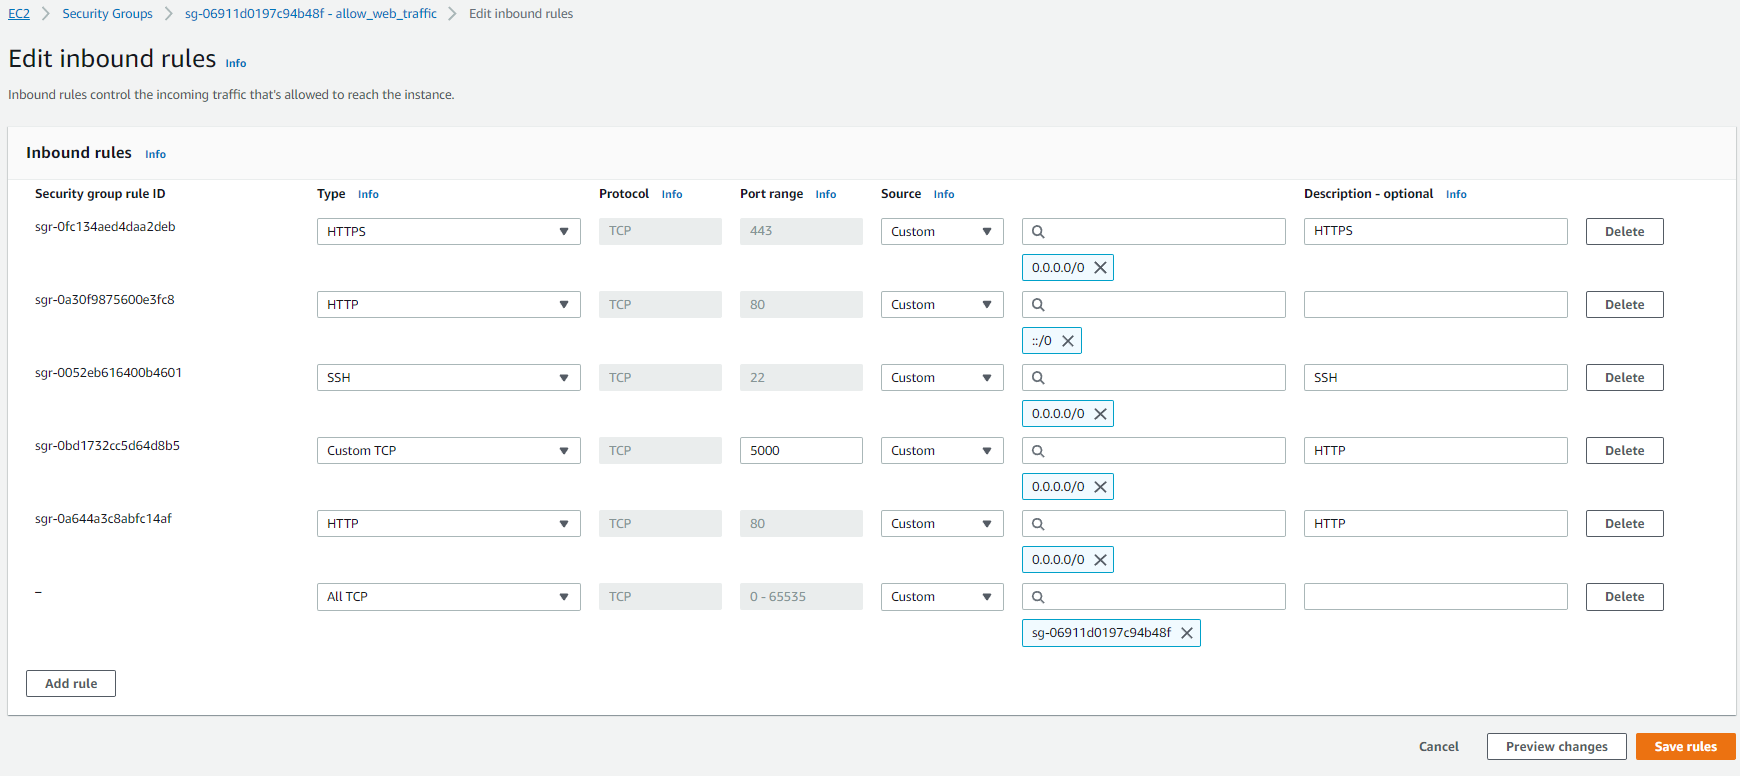 EC2 > Security Groups > sg-06911d0197c94b48f - allow_web_traffic > Edit inbound rules
Edit inbound rules Info
Inbound rules control the incoming traffic that's allowed to reach the instance.
Inbound rules Info
Security group rule ID Type Info Protocol Info Port range Info Source Info Description - optional Info
sgr-0fc134aed4daa2deb HTTPS TCP 443 Custom HTTPS Delete
0.0.0.0/0
sgr-0a30f9875600e3fc8 HTTP TCP 80 Custom Delete
::/0
sgr-0052eb616400b4601 SSH TCP 22 Custom SSH Delete
0.0.0.0/0
sgr-0bd1732cc5d64d8b5 Custom TCP TCP 5000 Custom HTTP Delete
0.0.0.0/0
sgr-0a644a3c8abfc14af HTTP TCP 80 Custom HTTP Delete
0.0.0.0/0
– All TCP TCP 0 - 65535 Custom Delete
sg-06911d0197c94b48f
Add rule
Cancel Preview changes Save rules